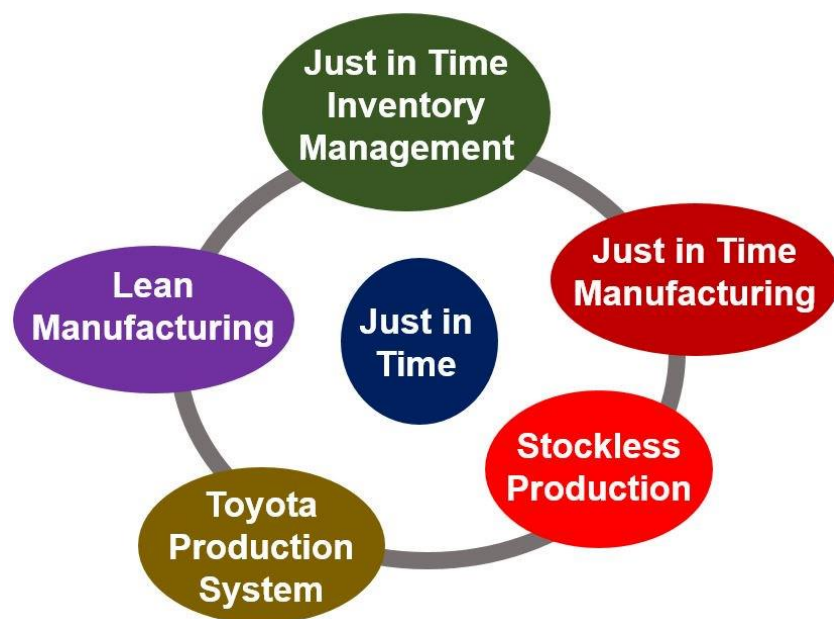 Just in Time
Inventory
Management
Just in Time
Manufacturing
Lean
Manufacturing
Just in
Time
Stockless
Production
Toyota
Production
System